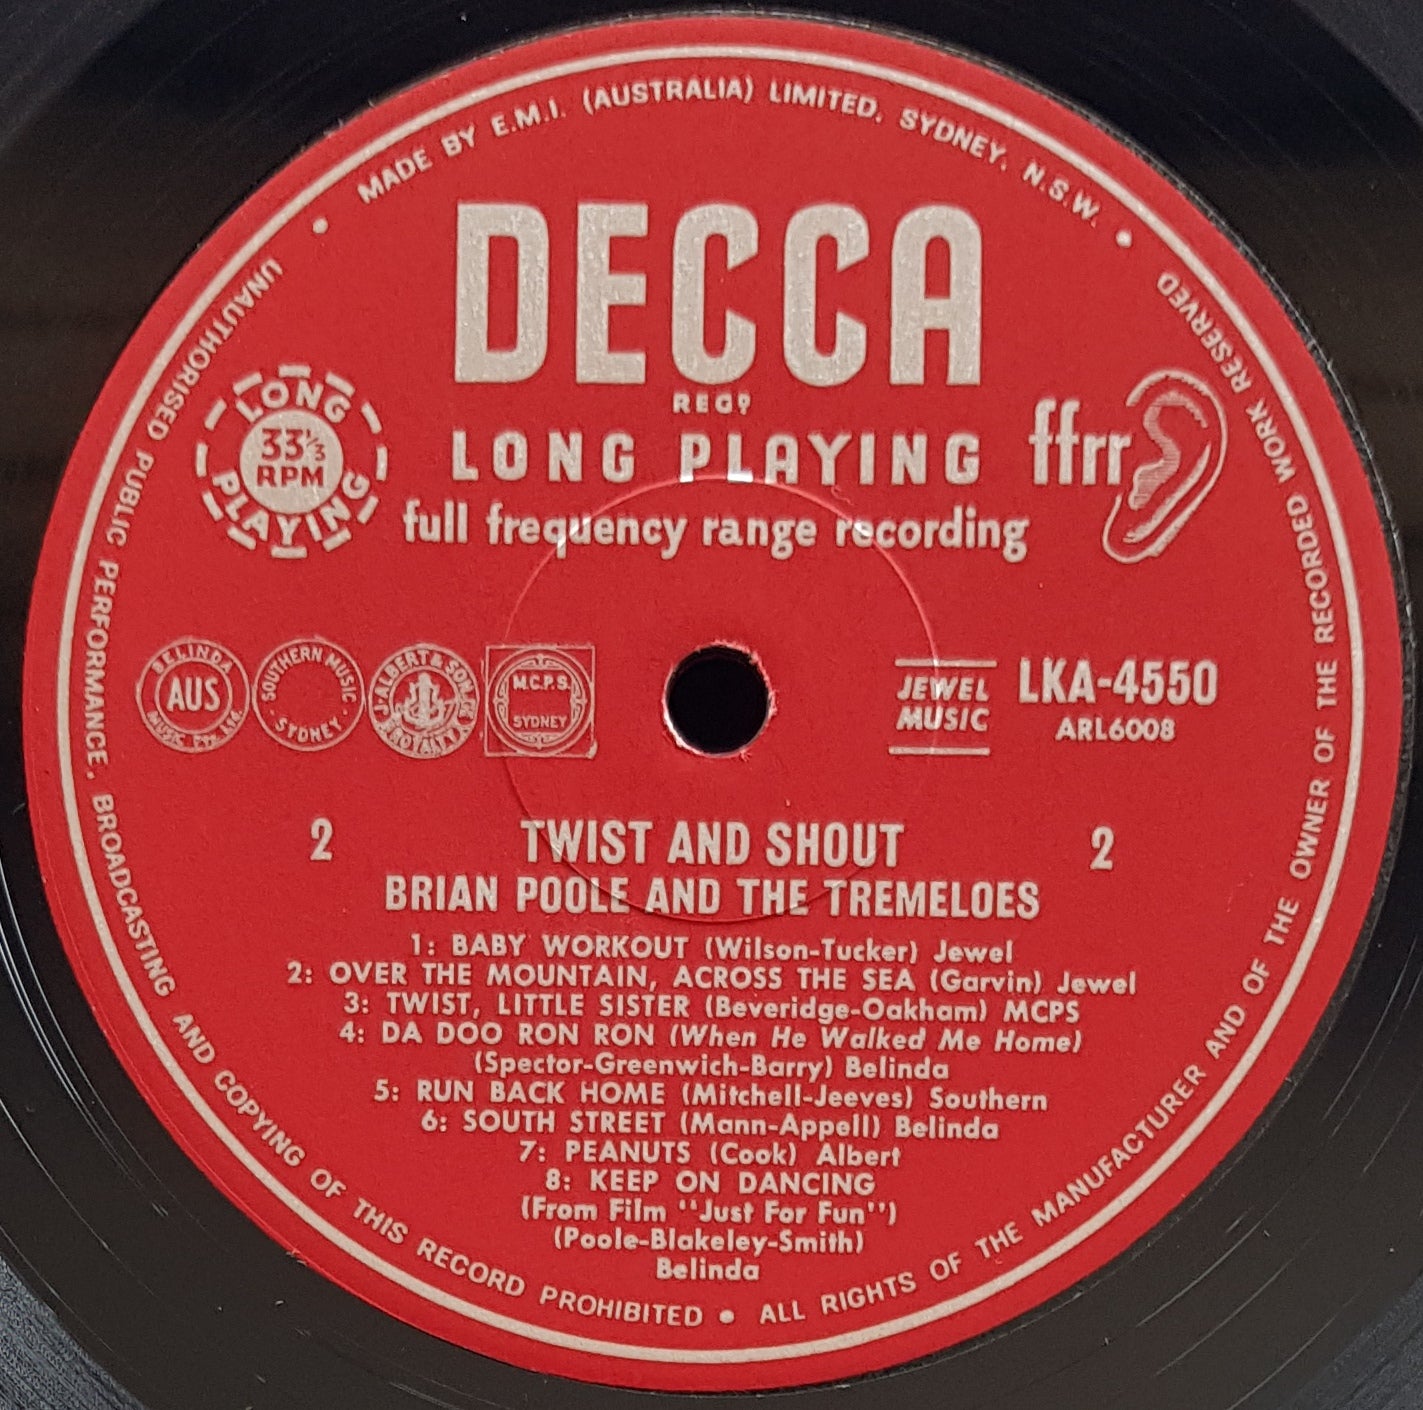 MADE BY E.M.I. (AUSTRALIA) LIMITED. SYDNEY. N.S.W.
DECCA
REGD
LONG PLAYING
full frequency range recording
LONG
33⅓
RPM
PLAYING
ffrr
BELINDA
AUS
MUSIC Pty. Ltd.
SOUTHERN MUSIC
SYDNEY
J. ALBERT & SON
ROYALTY
M.C.P.S.
SYDNEY
JEWEL
MUSIC
LKA-4550
ARL6008
2 TWIST AND SHOUT 2
BRIAN POOLE AND THE TREMELOES
1: BABY WORKOUT (Wilson-Tucker) Jewel
2: OVER THE MOUNTAIN, ACROSS THE SEA (Garvin) Jewel
3: TWIST, LITTLE SISTER (Beveridge-Oakham) MCPS
4: DA DOO RON RON (When He Walked Me Home)
(Spector-Greenwich-Barry) Belinda
5: RUN BACK HOME (Mitchell-Jeeves) Southern
6: SOUTH STREET (Mann-Appell) Belinda
7: PEANUTS (Cook) Albert
8: KEEP ON DANCING
(From Film "Just For Fun")
(Poole-Blakeley-Smith)
Belinda
UNAUTHORISED PUBLIC PERFORMANCE, BROADCASTING AND COPYING OF THIS RECORD PROHIBITED • ALL RIGHTS OF THE MANUFACTURER AND OF THE OWNER OF THE RECORDED WORK RESERVED